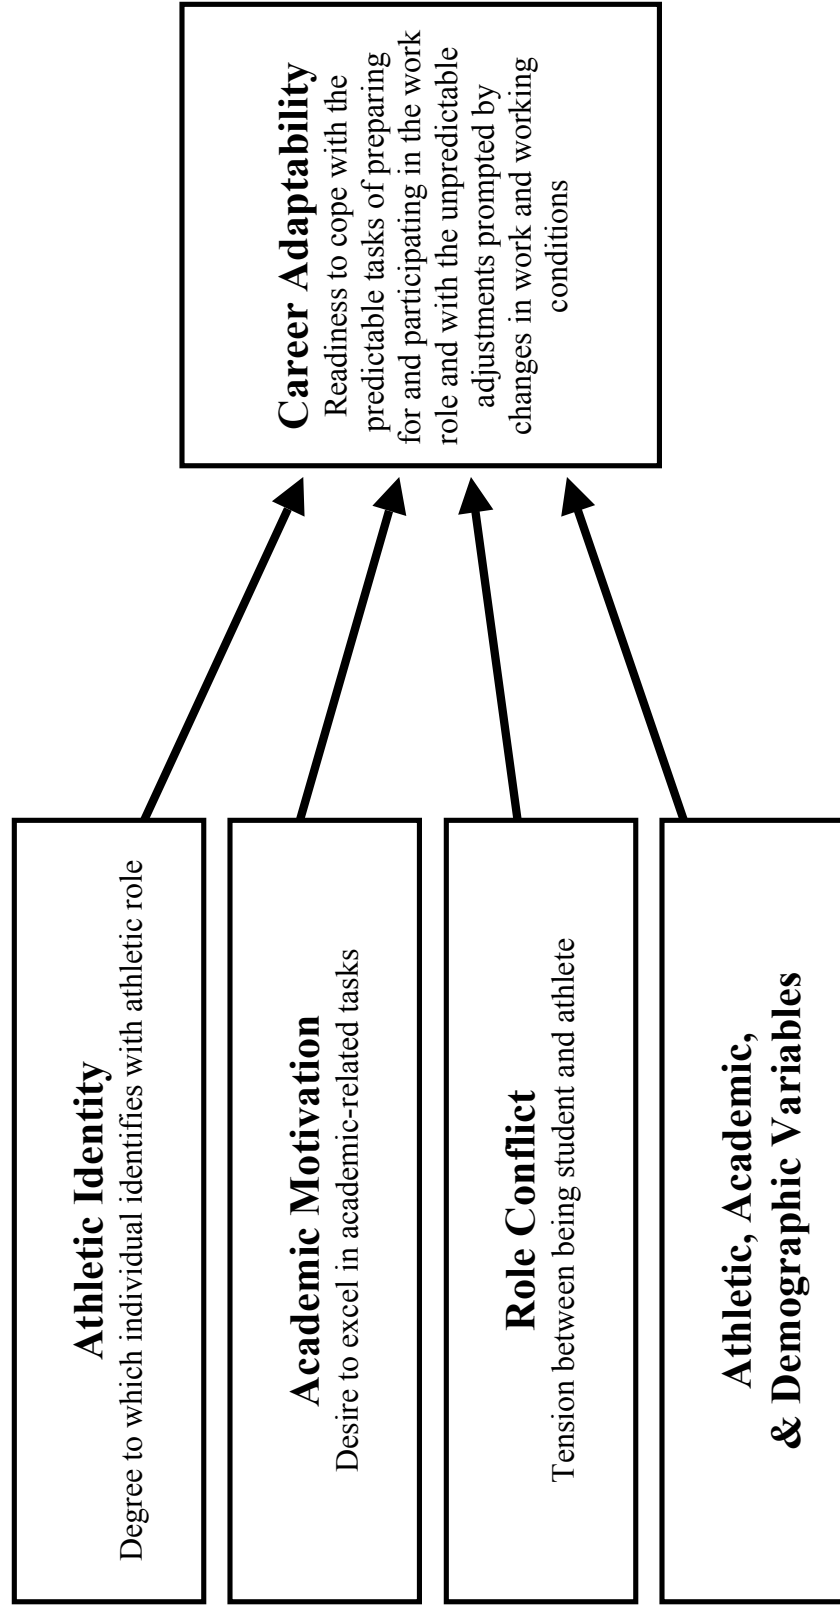 Athletic Identity
Degree to which individual identifies with athletic role
Academic Motivation
Desire to excel in academic-related tasks
Role Conflict
Tension between being student and athlete
Athletic, Academic,
& Demographic Variables
Career Adaptability
Readiness to cope with the
predictable tasks of preparing
for and participating in the work
role and with the unpredictable
adjustments prompted by
changes in work and working
conditions